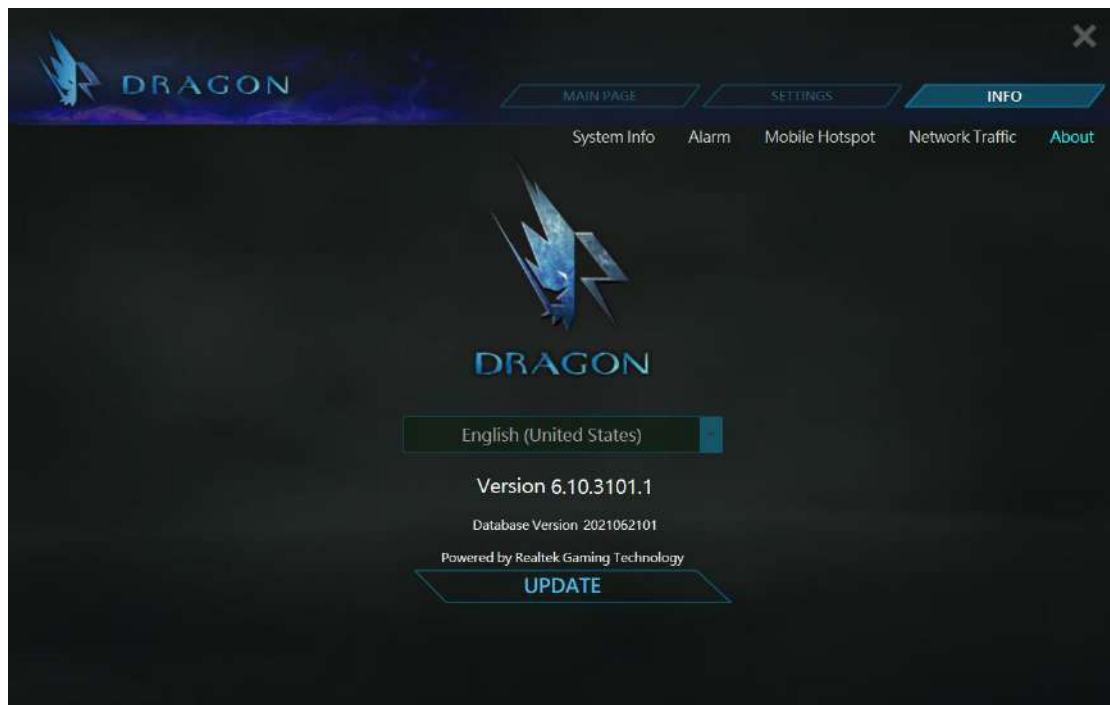 DRAGON
MAIN PAGE SETTINGS INFO
System Info Alarm Mobile Hotspot Network Traffic About
DRAGON
English (United States)
Version 6.10.3101.1
Database Version 2021062101
Powered by Realtek Gaming Technology
UPDATE